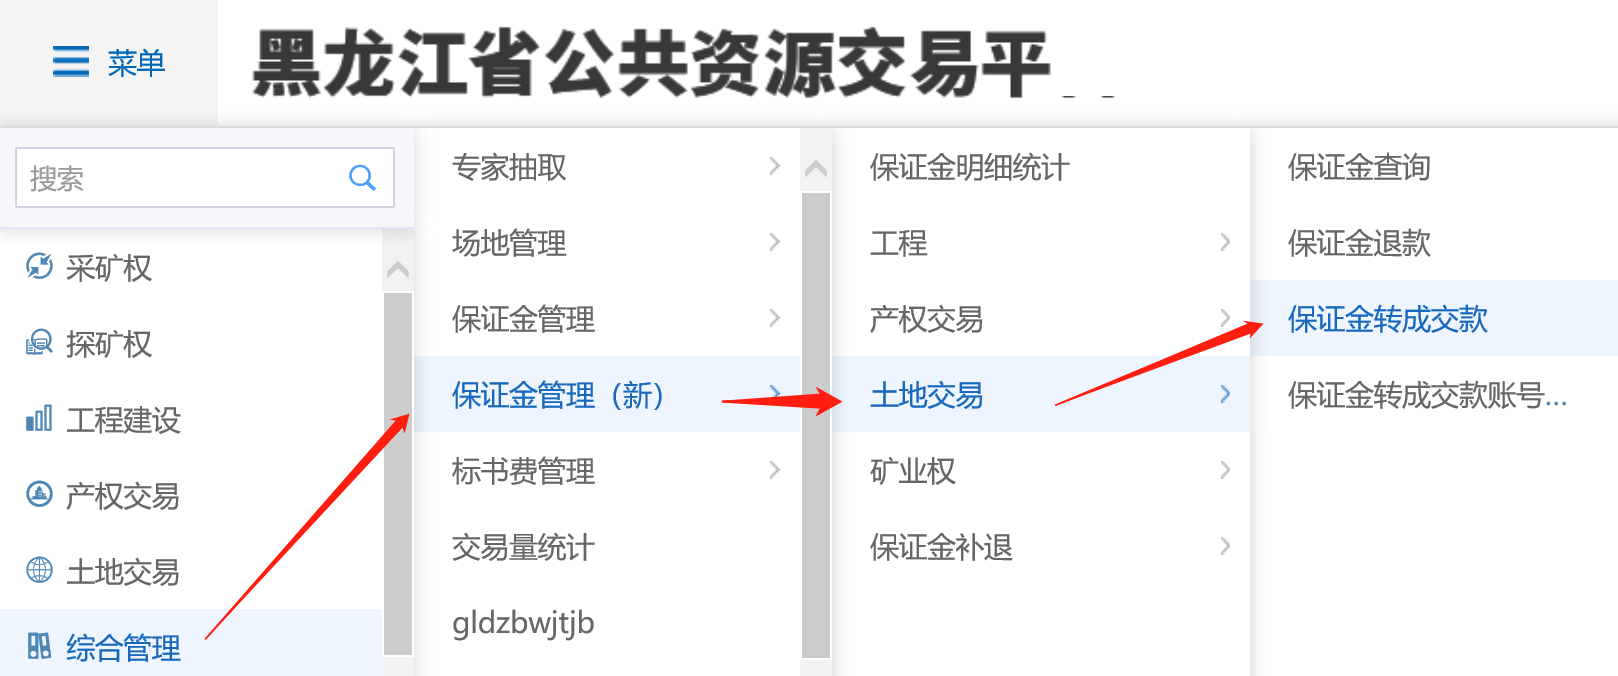 菜单
黑龙江省公共资源交易平
搜索
采矿权
探矿权
工程建设
产权交易
土地交易
综合管理
专家抽取
场地管理
保证金管理
保证金管理（新）
标书费管理
交易量统计
gldzbwjtjb
保证金明细统计
工程
产权交易
土地交易
矿业权
保证金补退
保证金查询
保证金退款
保证金转成交款
保证金转成交款账号...